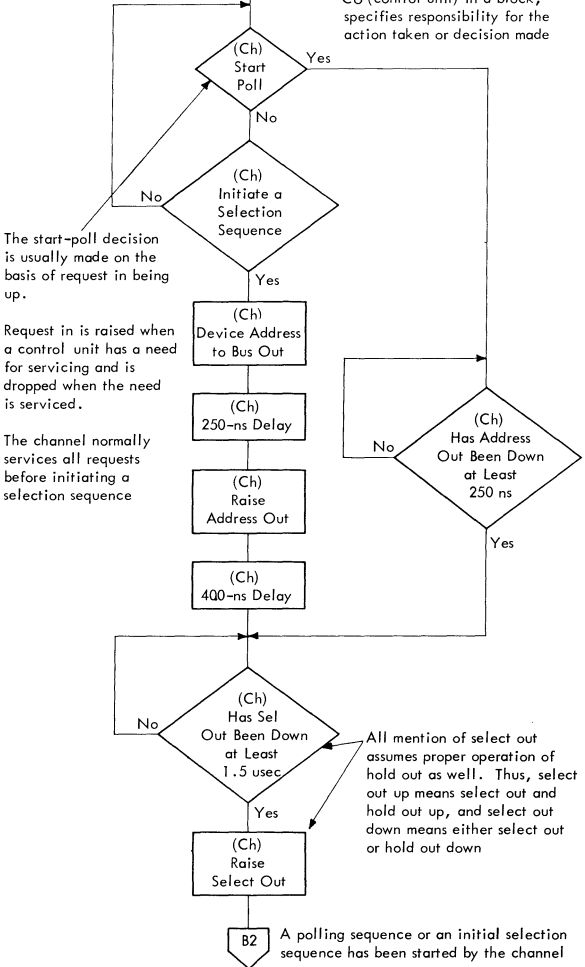 CU (control unit) in a block,
specifies responsibility for the
action taken or decision made
(Ch)
Start
Poll
Yes
No
(Ch)
Initiate a
Selection
Sequence
No
Yes
The start-poll decision
is usually made on the
basis of request in being
up.
Request in is raised when
a control unit has a need
for servicing and is
dropped when the need
is serviced.
The channel normally
services all requests
before initiating a
selection sequence
(Ch)
Device Address
to Bus Out
(Ch)
250-ns Delay
(Ch)
Raise
Address Out
(Ch)
400-ns Delay
(Ch)
Has Address
Out Been Down
at Least
250 ns
No
Yes
(Ch)
Has Sel
Out Been Down
at Least
1.5 usec
No
Yes
All mention of select out
assumes proper operation of
hold out as well. Thus, select
out up means select out and
hold out up, and select out
down means either select out
or hold out down
(Ch)
Raise
Select Out
B2
A polling sequence or an initial selection
sequence has been started by the channel